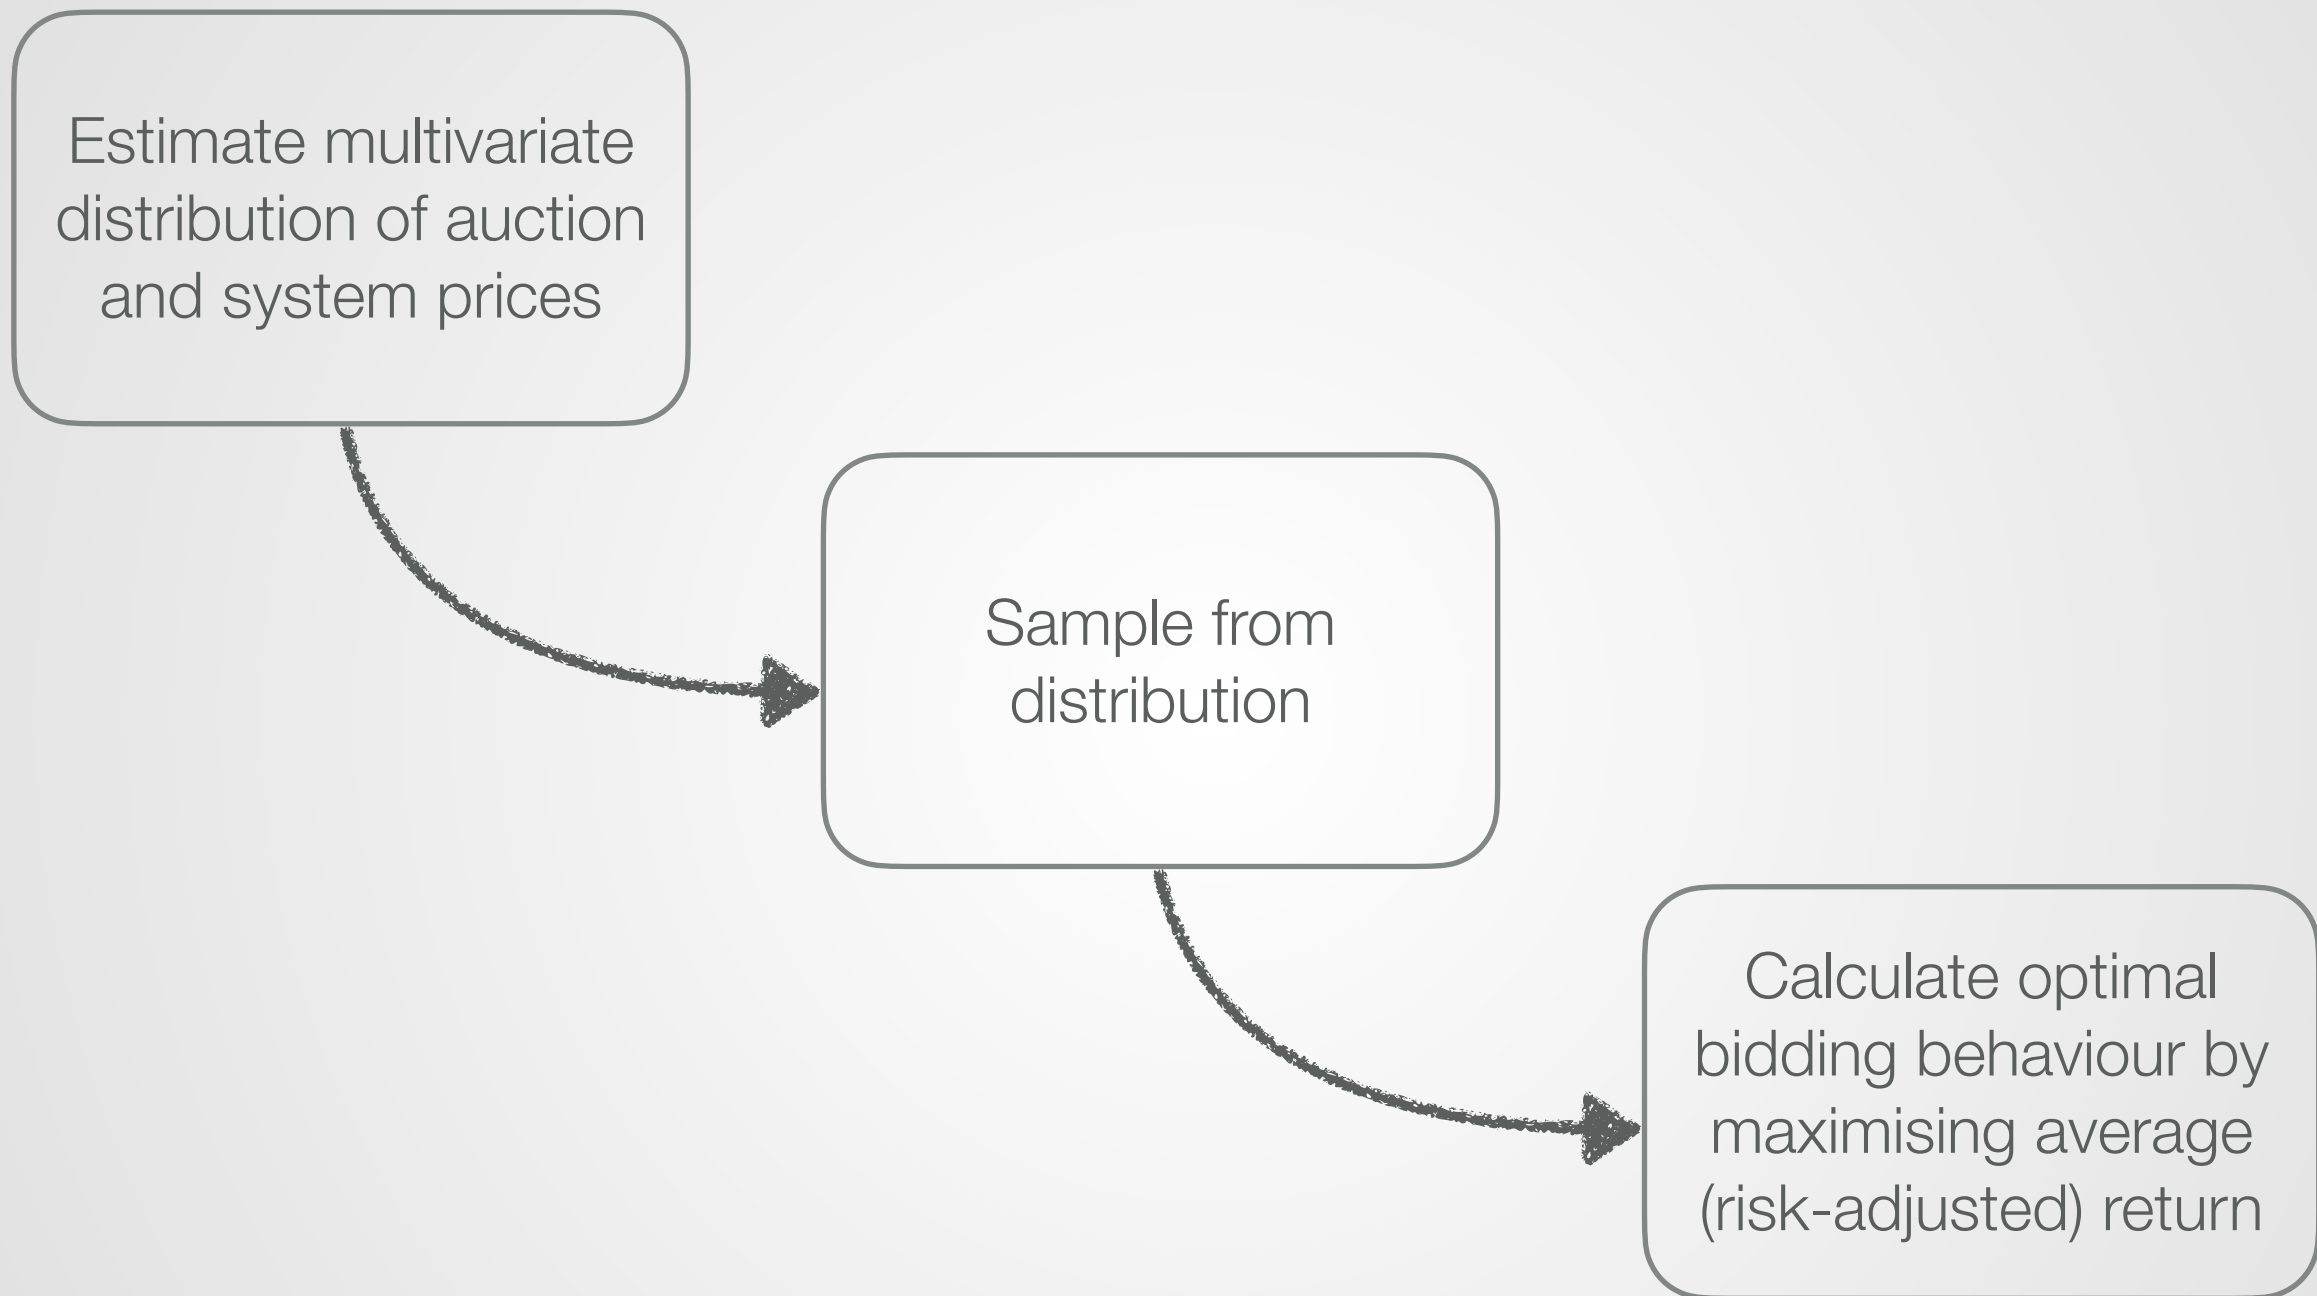 Estimate multivariate
distribution of auction
and system prices
Sample from
distribution
Calculate optimal
bidding behaviour by
maximising average
(risk-adjusted) return